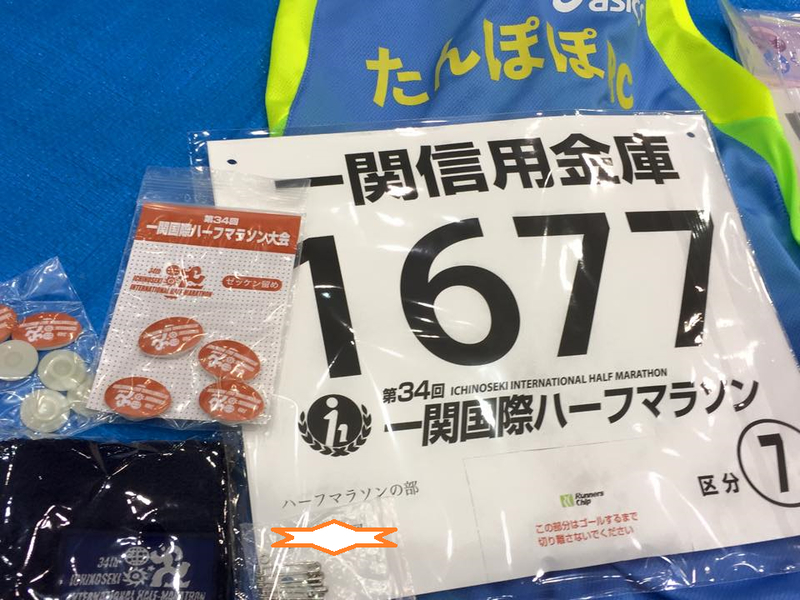 asics
たんぽぽRC
一関信用金庫
1677
第34回 ICHINOSEKI INTERNATIONAL HALF MARATHON
一関国際ハーフマラソン
ハーフマラソンの部
区分 7
Runners Chip
この部分はゴールするまで
切り離さないでください
第34回
一関国際ハーフマラソン大会
34th
ICHINOSEKI
INTERNATIONAL HALF MARATHON
ゼッケン留め
34th
ICHINOSEKI
INTERNATIONAL HALF-MARATHON